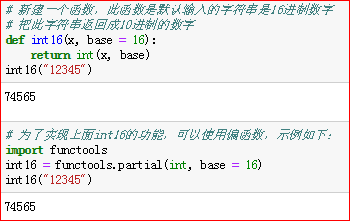 # 新建一个函数，此函数是默认输入的字符串是16进制数字
# 把此字符串返回成10进制的数字
def int16(x, base = 16):
    return int(x, base)
int16("12345")
74565
# 为了实现上面int16的功能，可以使用偏函数，示例如下：
import functools
int16 = functools.partial(int, base = 16)
int16("12345")
74565